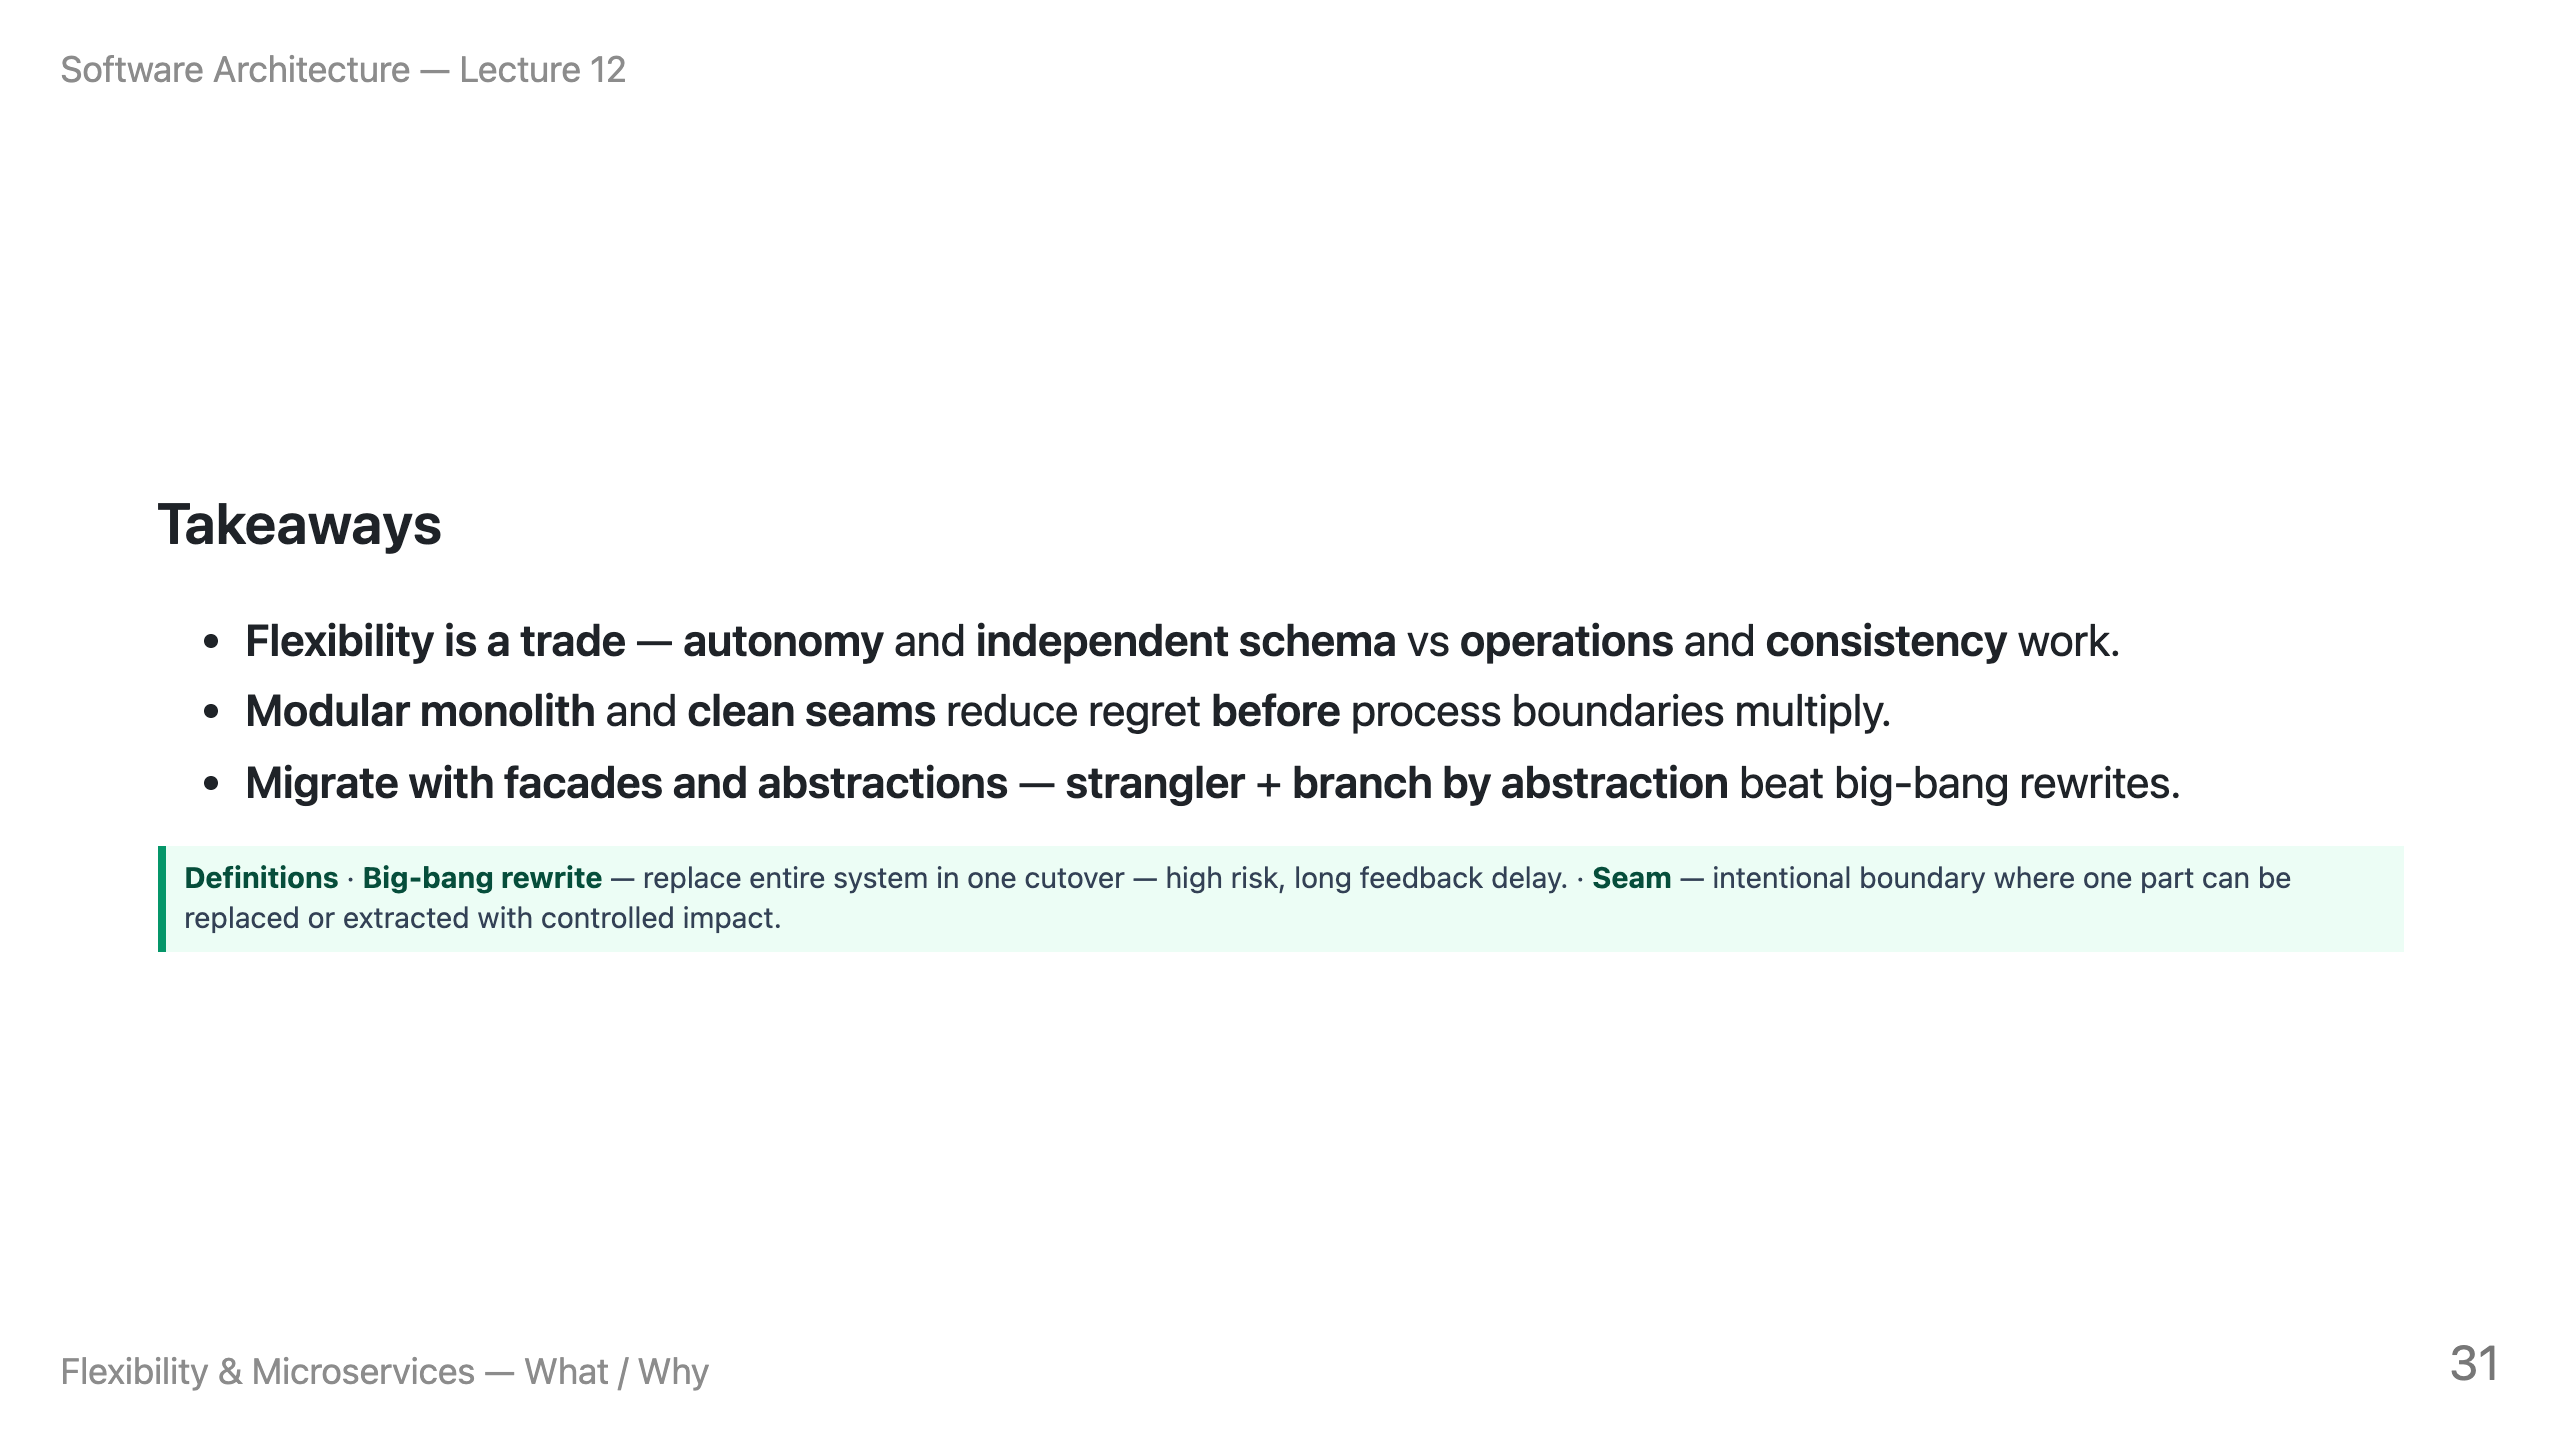 Software Architecture — Lecture 12
Takeaways
• Flexibility is a trade — autonomy and independent schema vs operations and consistency work.
• Modular monolith and clean seams reduce regret before process boundaries multiply.
• Migrate with facades and abstractions — strangler + branch by abstraction beat big-bang rewrites.
Definitions · Big-bang rewrite — replace entire system in one cutover — high risk, long feedback delay. · Seam — intentional boundary where one part can be
replaced or extracted with controlled impact.
Flexibility & Microservices — What / Why
31